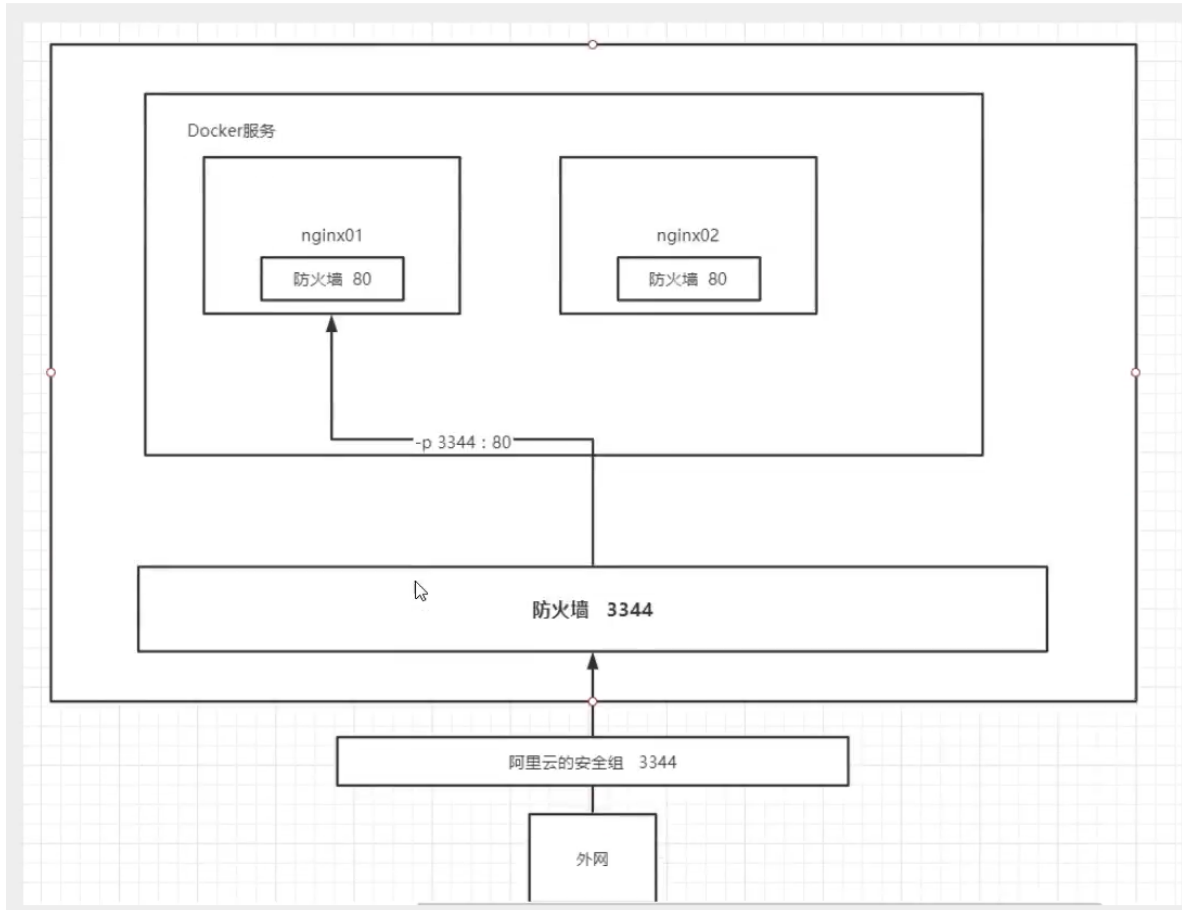 Docker服务
nginx01
防火墙 80
nginx02
防火墙 80
-p 3344：80
防火墙 3344
阿里云的安全组 3344
外网